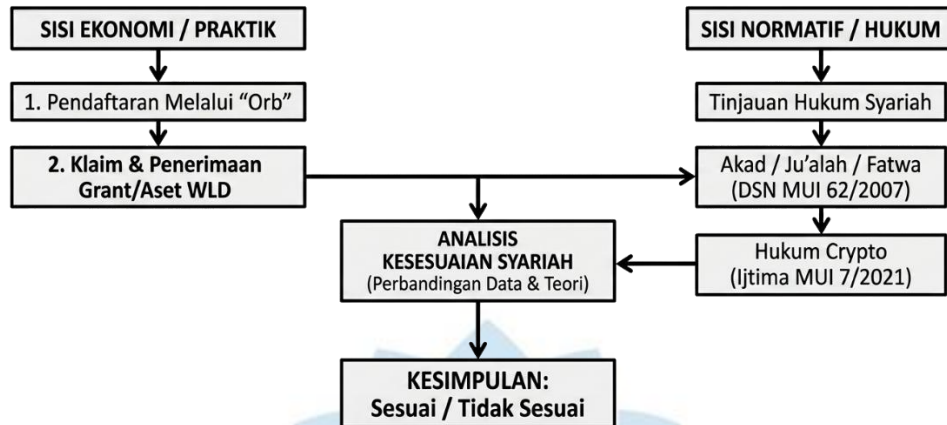 SISI EKONOMI / PRAKTIK
1. Pendaftaran Melalui “Orb”
2. Klaim & Penerimaan
Grant/Aset WLD
SISI NORMATIF / HUKUM
Tinjauan Hukum Syariah
Akad / Ju’alah / Fatwa
(DSN MUI 62/2007)
Hukum Crypto
(Ijtima MUI 7/2021)
ANALISIS
KESESUAIAN SYARIAH
(Perbandingan Data & Teori)
KESIMPULAN:
Sesuai / Tidak Sesuai